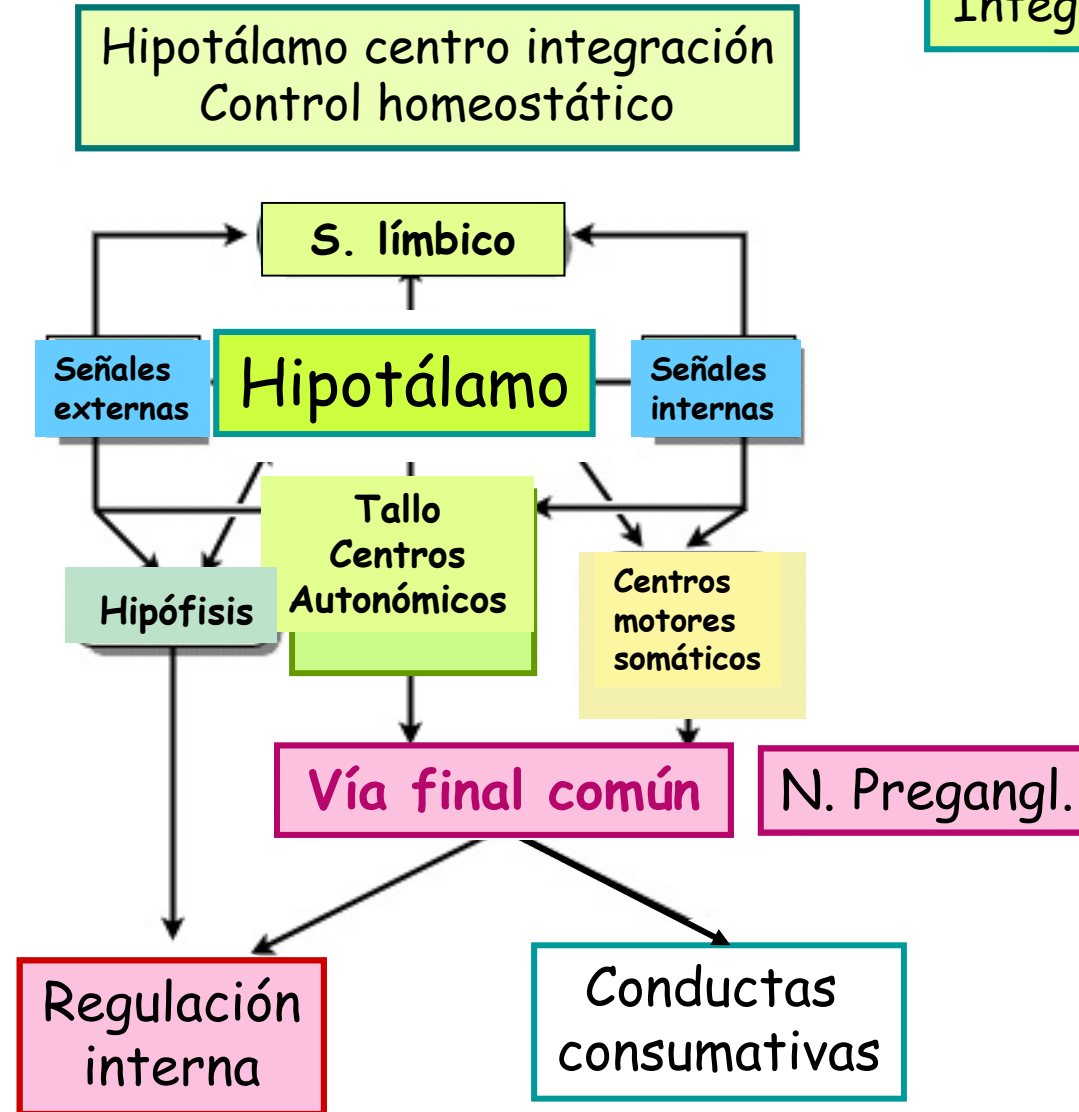 Hipotálamo centro integración
Control homeostático
S. límbico
Señales
externas
Hipotálamo
Señales
internas
Tallo
Centros
Autonómicos
Hipófisis
Centros
motores
somáticos
Vía final común
N. Pregangl.
Regulación
interna
Conductas
consumativas